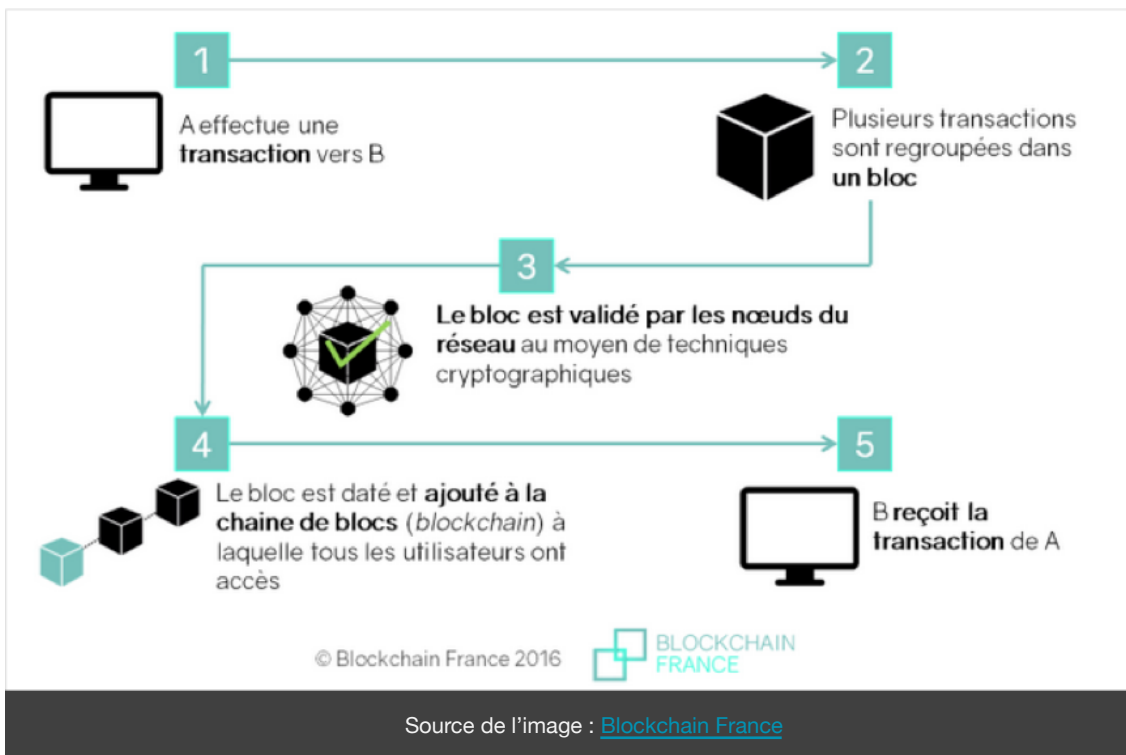 1
A effectue une
transaction vers B
2
Plusieurs transactions
sont regroupées dans
un bloc
3
Le bloc est validé par les nœuds du
réseau au moyen de techniques
cryptographiques
4
Le bloc est daté et ajouté à la
chaine de blocs (blockchain) à
laquelle tous les utilisateurs ont
accès
5
B reçoit la
transaction de A
© Blockchain France 2016
BLOCKCHAIN
FRANCE
Source de l'image : Blockchain France